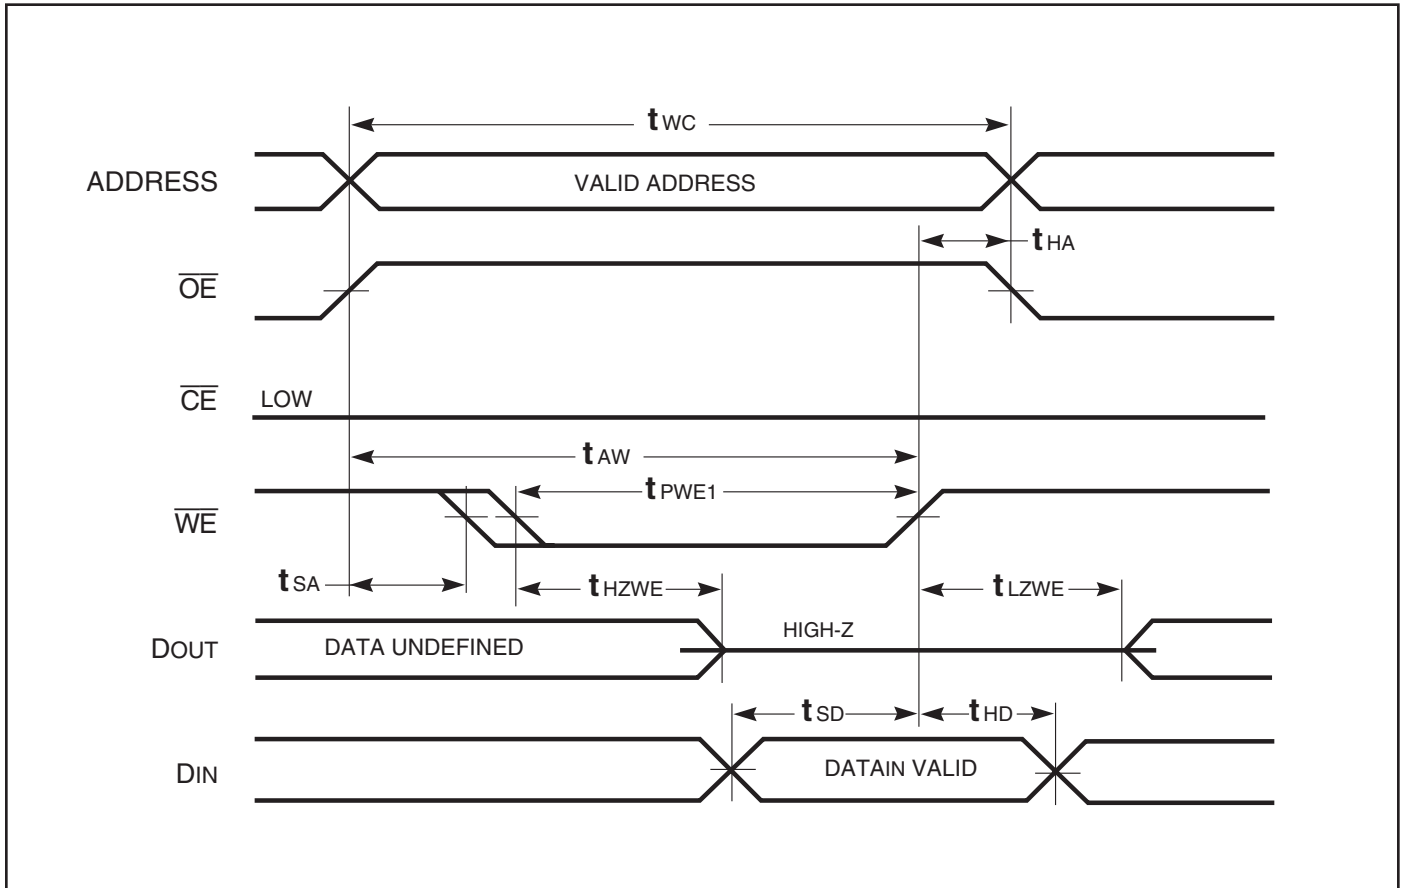 tWC
ADDRESS
VALID ADDRESS
tHA
OE
CE
LOW
tAW
tPWE1
WE
tSA
tHZWE
tLZWE
DOUT
DATA UNDEFINED
HIGH-Z
tSD
tHD
DIN
DATAIN VALID